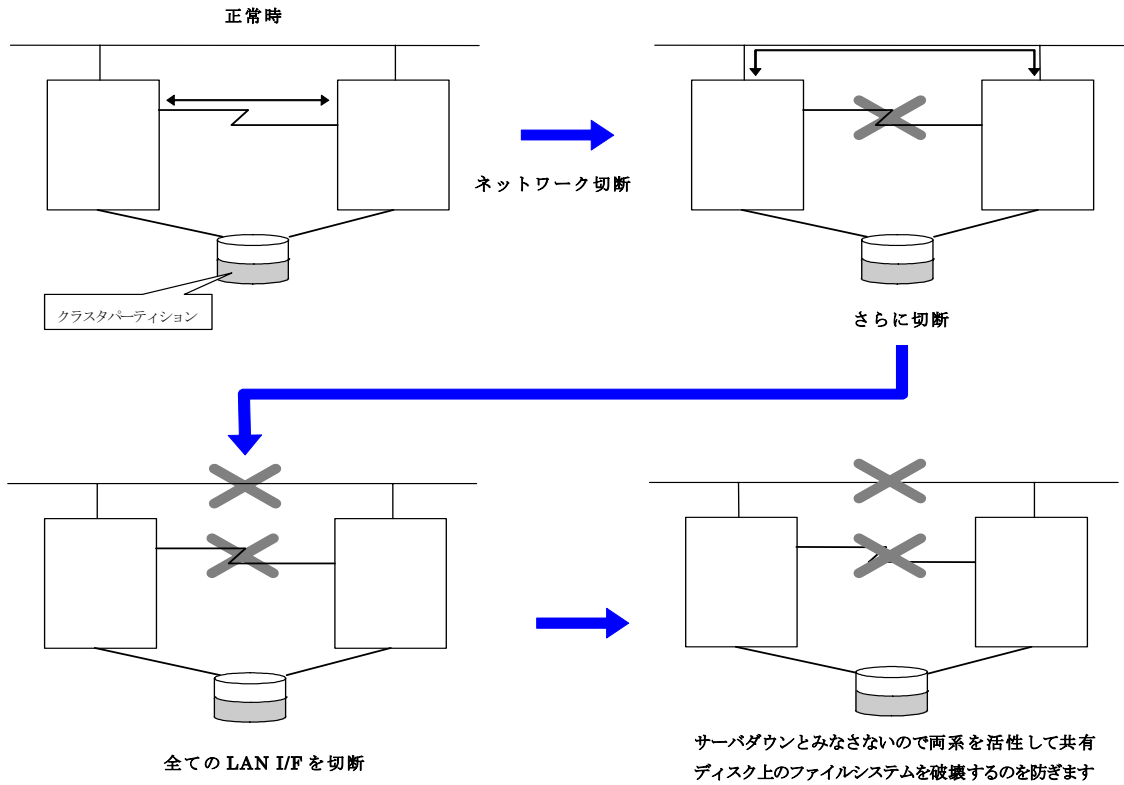 正常時
ネットワーク切断
クラスタパーティション
さらに切断
全ての LAN I/F を切断
サーバダウンとみなさないので両系を活性して共有
ディスク上のファイルシステムを破壊するのを防ぎます